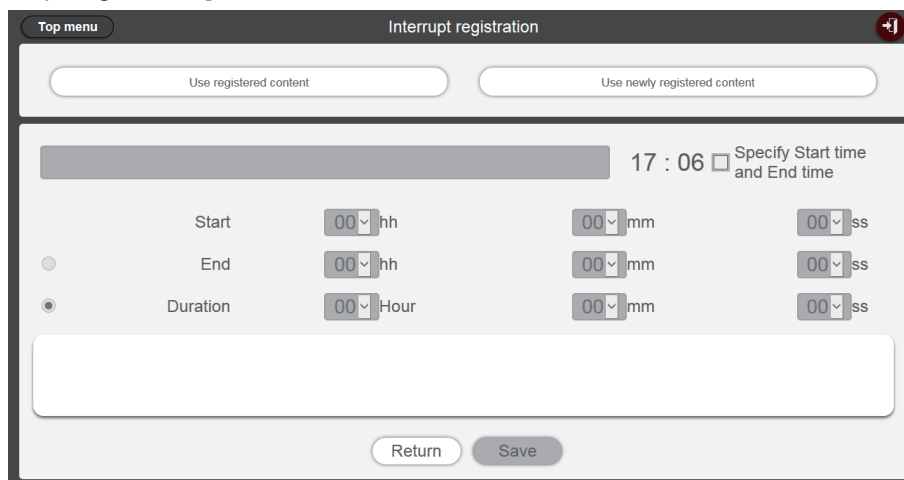 Top menu
Interrupt registration
Use registered content
Use newly registered content
17 : 06
Specify Start time
and End time
Start 00 hh 00 mm 00 ss
End 00 hh 00 mm 00 ss
Duration 00 Hour 00 mm 00 ss
Return
Save